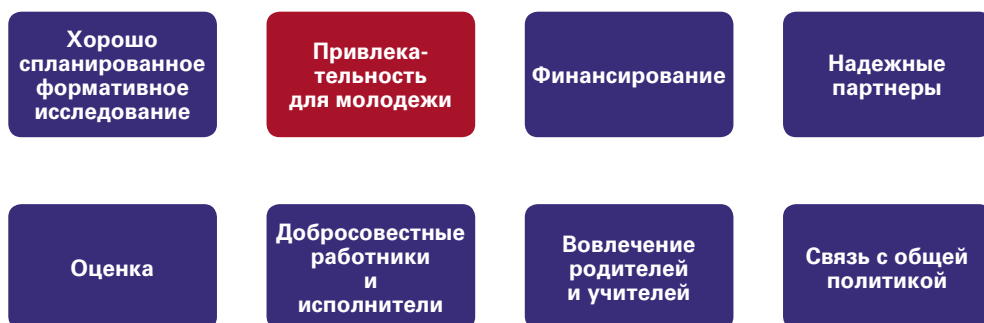 Хорошо
спланированное
формативное
исследование
Привлека-
тельность
для молодежи
Финансирование
Надежные
партнеры
Оценка
Добросовестные
работники
и
исполнители
Вовлечение
родителей
и учителей
Связь с общей
политикой